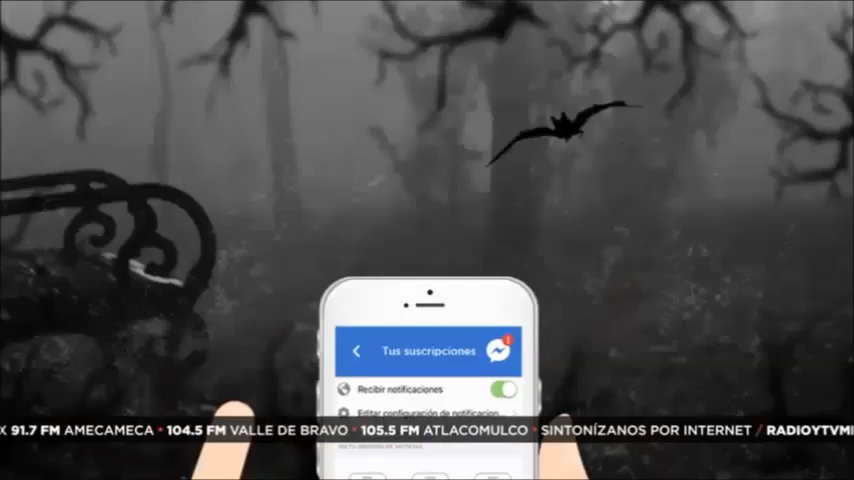 Tus suscripciones
1
Recibir notificaciones
Editar configuración de notificacion...
X 91.7 FM AMECAMECA • 104.5 FM VALLE DE BRAVO • 105.5 FM ATLACOMULCO • SINTONÍZANOS POR INTERNET / RADIOYTVMI